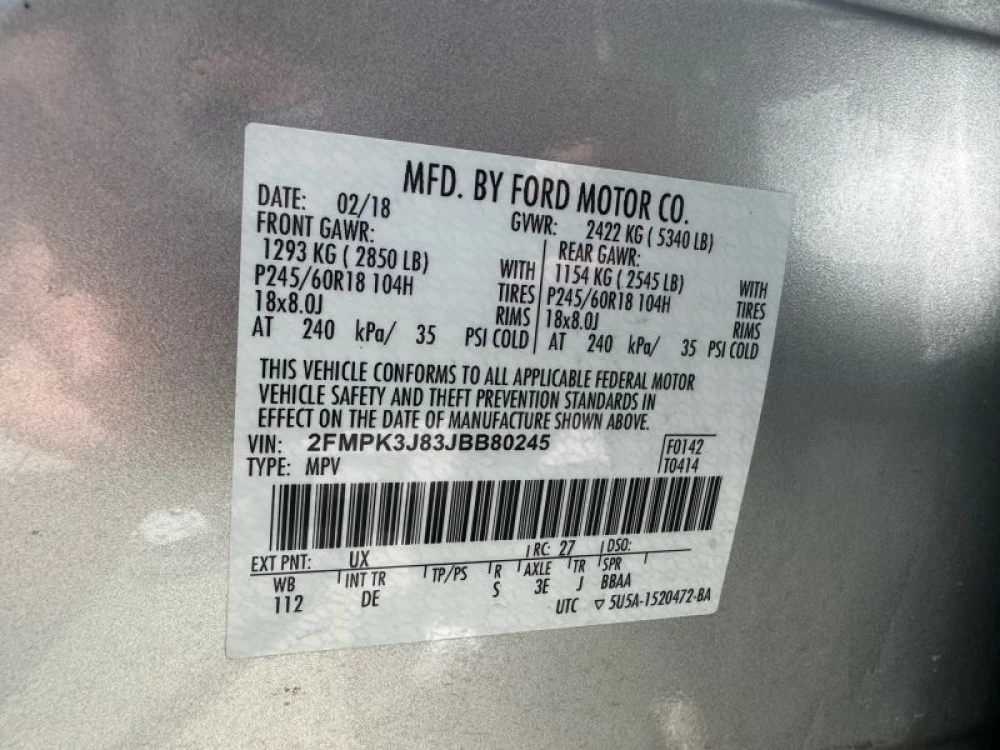 MFD. BY FORD MOTOR CO.
DATE: 02/18 GVWR: 2422 KG ( 5340 LB)
FRONT GAWR: REAR GAWR:
1293 KG ( 2850 LB) WITH 1154 KG ( 2545 LB) WITH
P245/60R18 104H TIRES P245/60R18 104H TIRES
18x8.0J RIMS 18x8.0J RIMS
AT 240 kPa/ 35 PSI COLD AT 240 kPa/ 35 PSI COLD
THIS VEHICLE CONFORMS TO ALL APPLICABLE FEDERAL MOTOR
VEHICLE SAFETY AND THEFT PREVENTION STANDARDS IN
EFFECT ON THE DATE OF MANUFACTURE SHOWN ABOVE.
VIN: 2FMPK3J83JBB80245 F0142
TYPE: MPV T0414
EXT PNT: UX RC: 27 DSO:
WB INT TR TP/PS R AXLE TR SPR
112 DE S 3E J BBAA
UTC ▽ 5U5A-1520472-BA